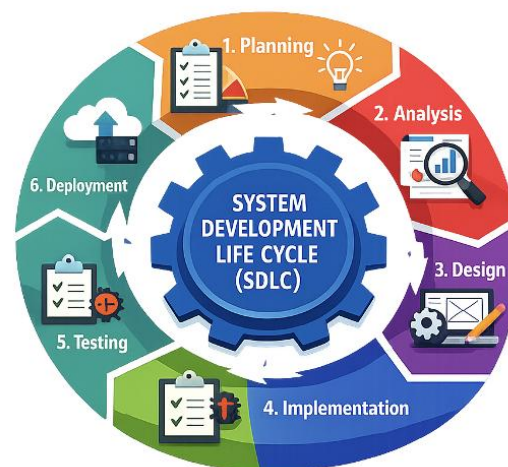 1. Planning
2. Analysis
3. Design
4. Implementation
5. Testing
6. Deployment
SYSTEM
DEVELOPMENT
LIFE CYCLE
(SDLC)